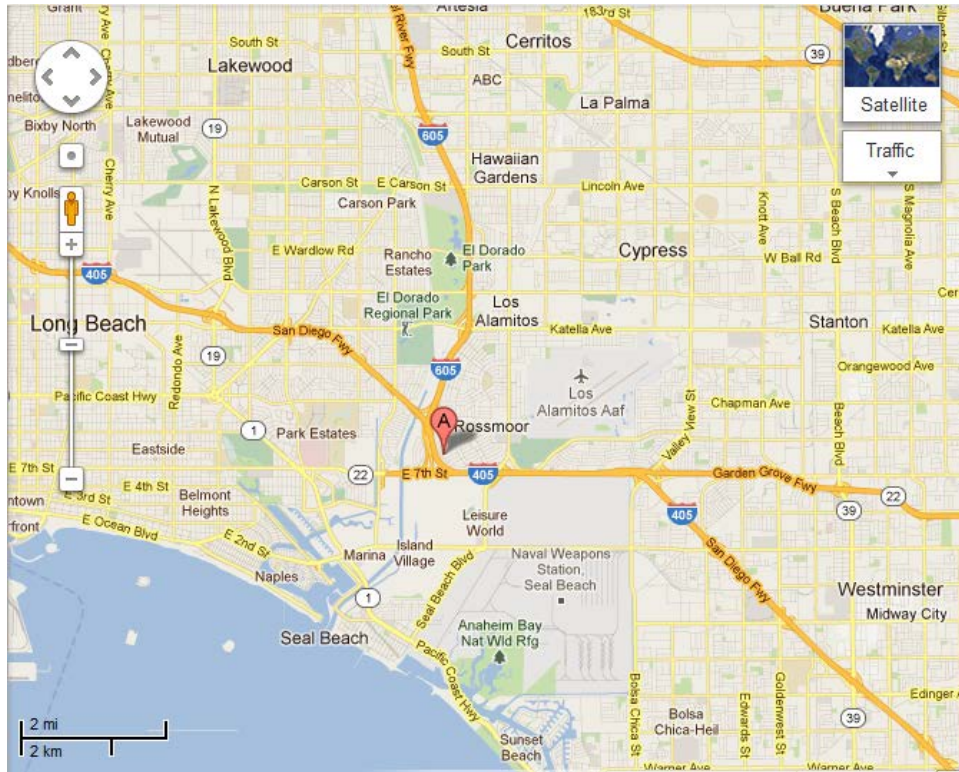 Grant
Artesia
183rd St
Buena Park
South St
South St
Cerritos
39
Lakewood
ABC
Satellite
La Palma
Bixby North
Lakewood
Mutual
19
605
Traffic
Hawaiian
Gardens
Cherry Ave
Carson St
E Carson St
Lincoln Ave
Carson Park
N Lakewood Blvd
Knott Ave
S Beach Blvd
S Magnolia Ave
E Wardlow Rd
Rancho
Estates
El Dorado
Park
Cypress
W Ball Rd
405
El Dorado
Regional Park
Los
Alamitos
Long Beach
San Diego Fwy
Katella Ave
Stanton
Katella Ave
Redondo Ave
19
605
Los
Alamitos Aaf
Orangewood Ave
Pacific Coast Hwy
Chapman Ave
Beach Blvd
A
Rossmoor
1
Park Estates
Valley View St
Eastside
E 7th St
22
E 7th St
405
Garden Grove Fwy
22
E 3rd St
E 4th St
Belmont
Heights
39
405
E Ocean Blvd
E 2nd St
Leisure
World
San Diego Fwy
Marina
Island
Village
Naval Weapons
Station,
Seal Beach
Naples
1
Seal Beach Blvd
Westminster
Midway City
Seal Beach
Anaheim Bay
Nat Wld Rfg
Pacific Coast Hwy
Bolsa Chica St
Edwards St
Goldenwest St
Edinger
Bolsa
Chica-Heil
39
2 mi
2 km
Sunset
Beach
Warner Ave
Warner Ave